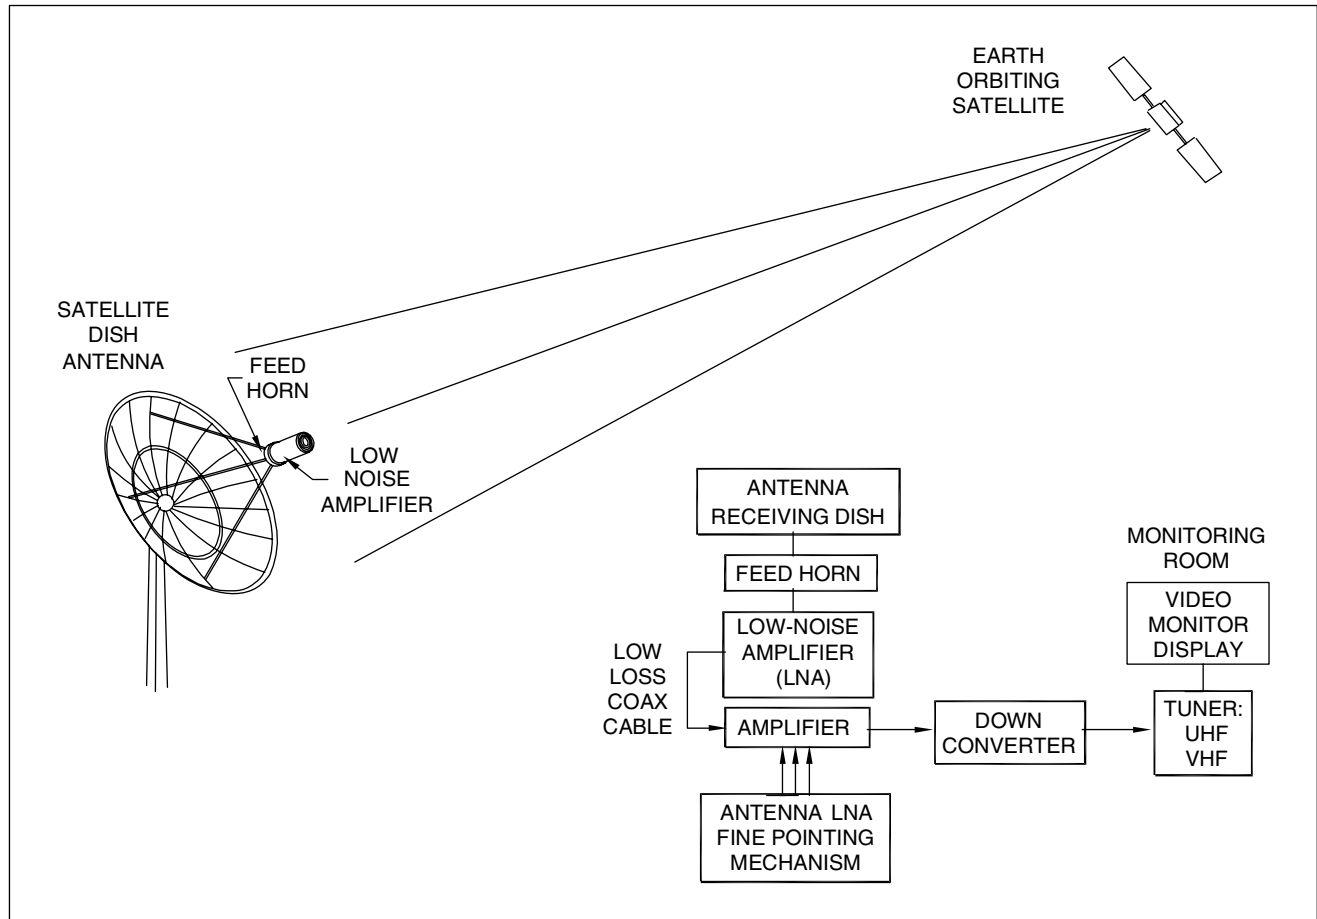 EARTH
ORBITING
SATELLITE
SATELLITE
DISH
ANTENNA
FEED
HORN
LOW
NOISE
AMPLIFIER
ANTENNA
RECEIVING DISH
FEED HORN
LOW-NOISE
AMPLIFIER
(LNA)
LOW
LOSS
COAX
CABLE
AMPLIFIER
ANTENNA LNA
FINE POINTING
MECHANISM
DOWN
CONVERTER
MONITORING
ROOM
VIDEO
MONITOR
DISPLAY
TUNER:
UHF
VHF